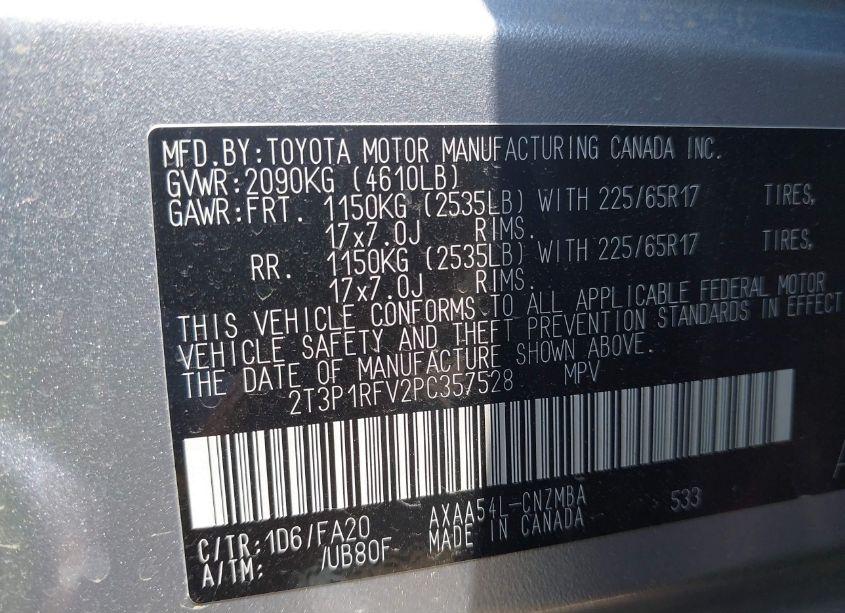 MFD.BY:TOYOTA MOTOR MANUFACTURING CANADA INC.
GVWR:2090KG (4610LB)
GAWR:FRT. 1150KG (2535LB) WITH 225/65R17 TIRES,
17x7.0J RIMS.
RR. 1150KG (2535LB) WITH 225/65R17 TIRES,
17x7.0J RIMS.
THIS VEHICLE CONFORMS TO ALL APPLICABLE FEDERAL MOTOR
VEHICLE SAFETY AND THEFT PREVENTION STANDARDS IN EFFECT
THE DATE OF MANUFACTURE SHOWN ABOVE.
2T3P1RFV2PC357528 MPV
C/TR:1D6/FA20 AXAA54L-CNZMBA 533
A/TM: /UB80F MADE IN CANADA